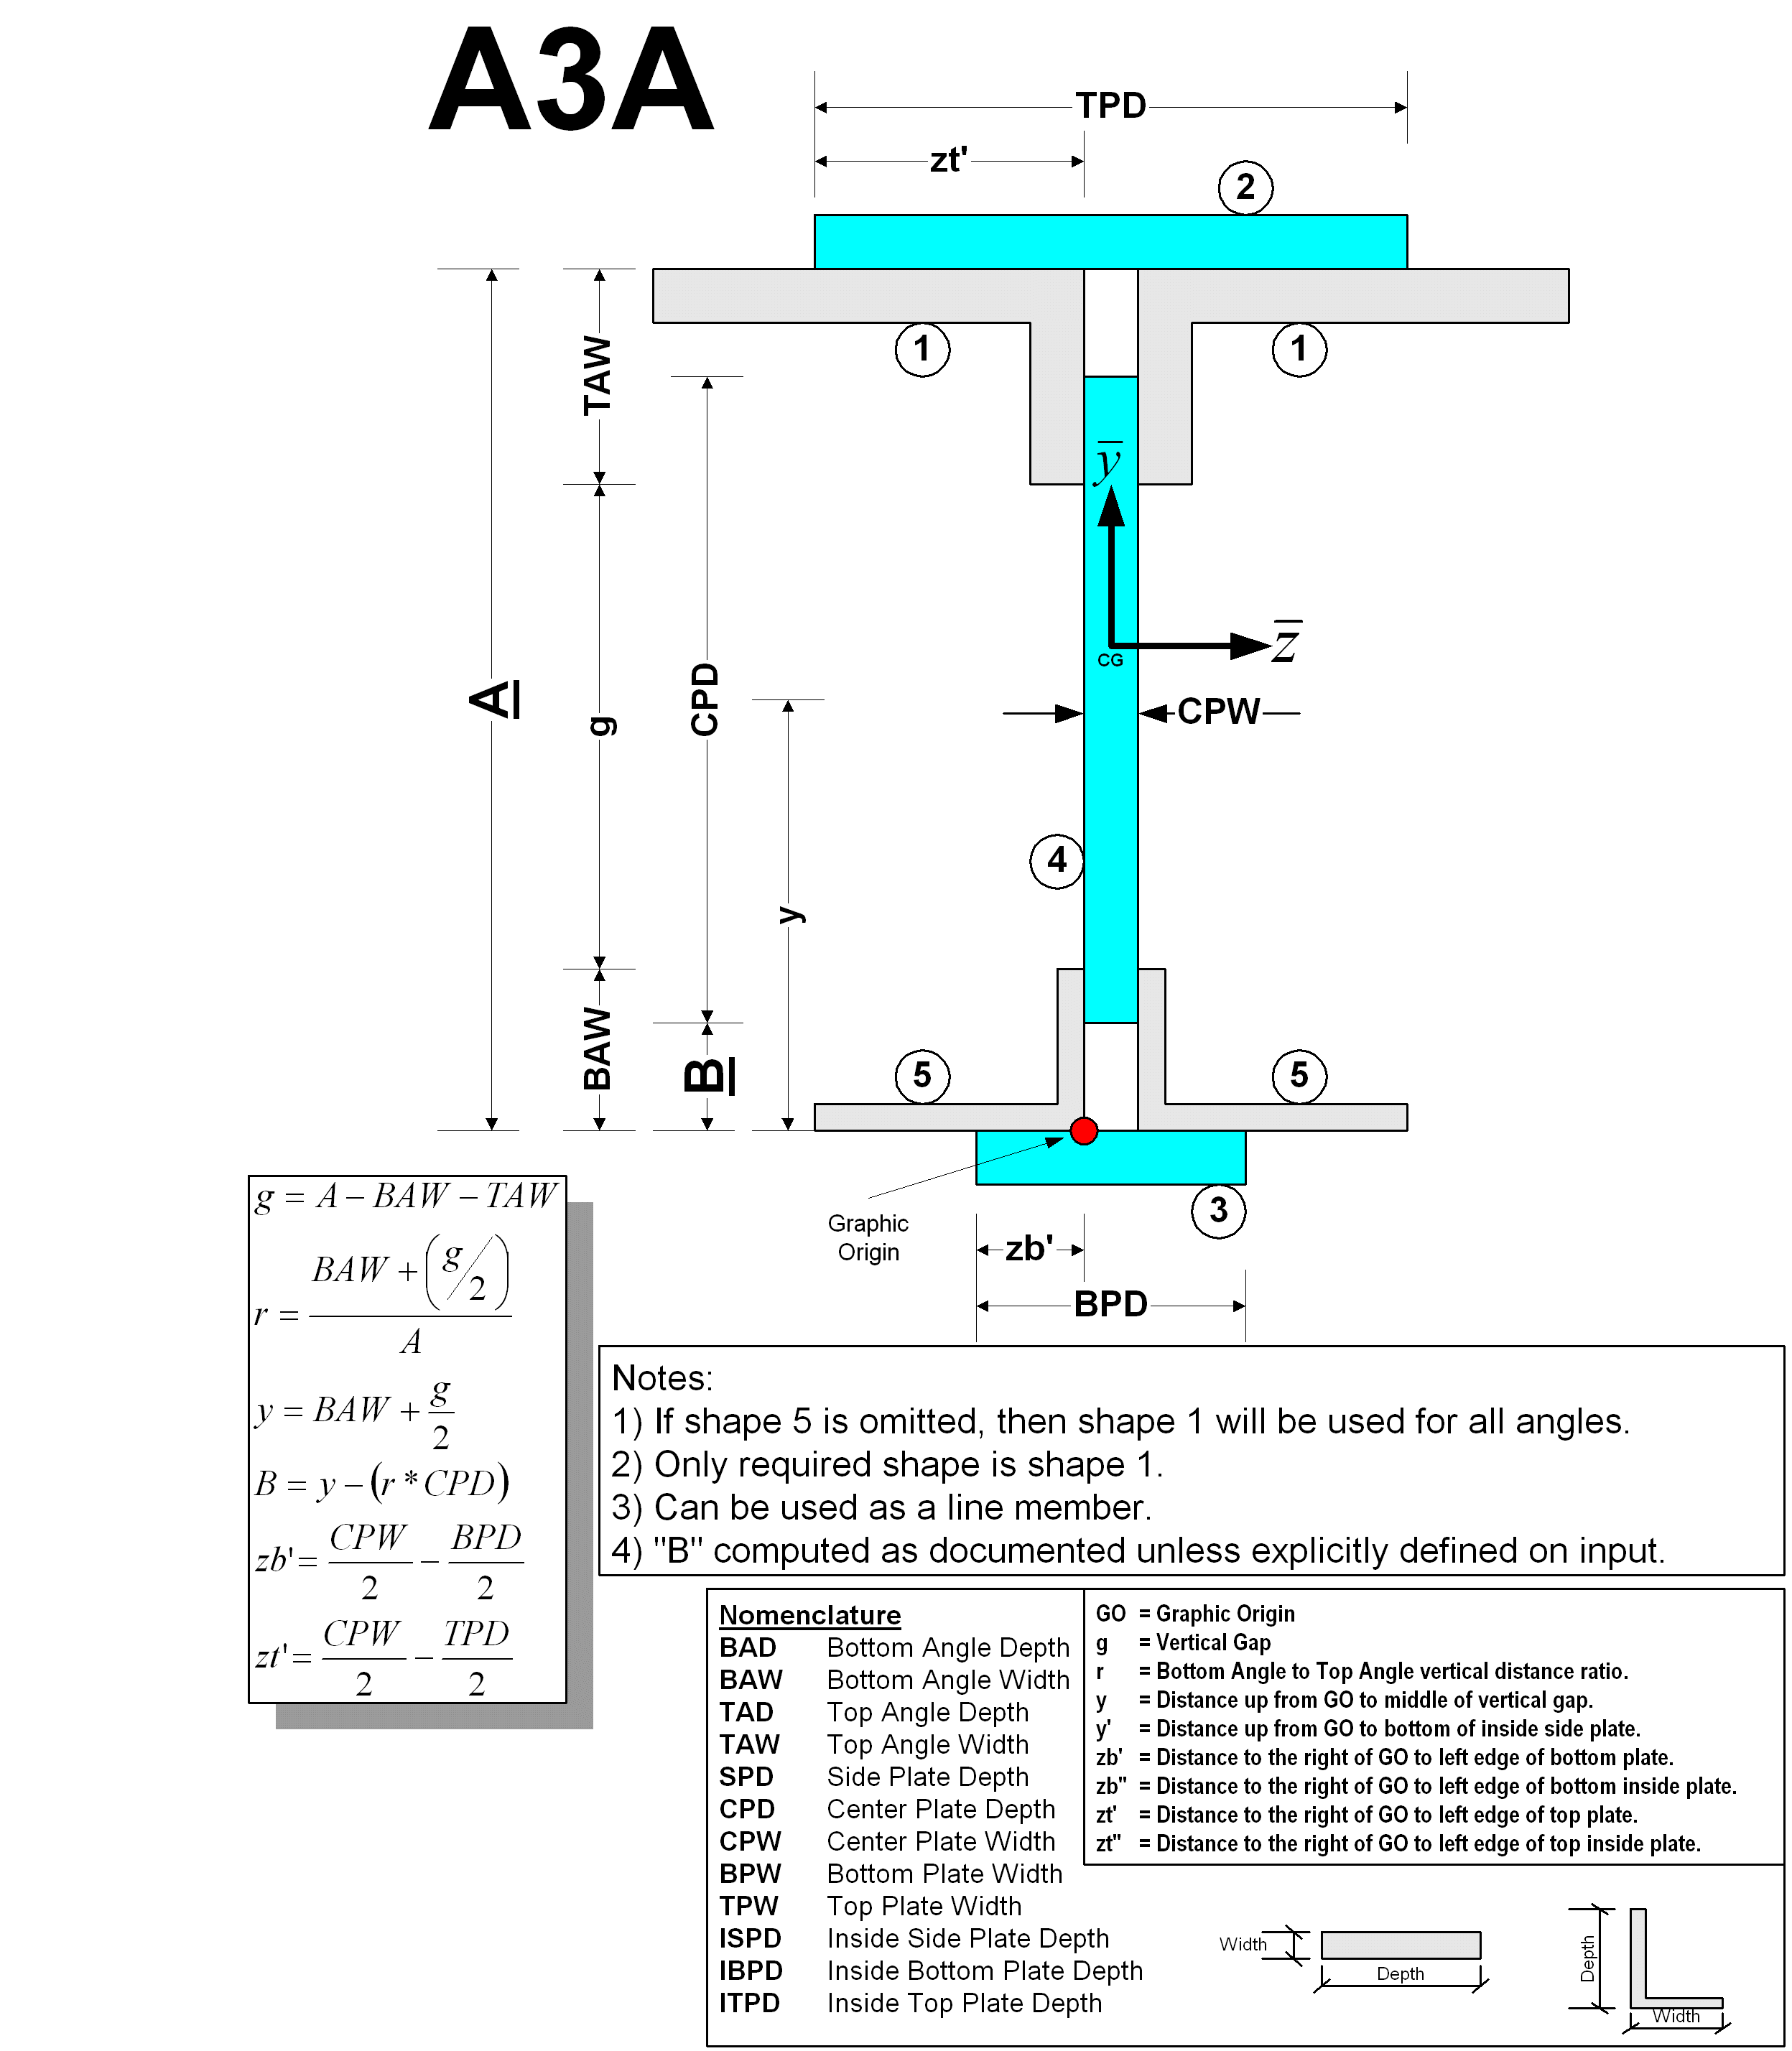 A3A
TPD
zt'
2
1
1
TAW
A
g
CPD
y
BAW
B
y
z
CG
CPW
4
5
5
3
Graphic
Origin
zb'
BPD
g = A − BAW − TAW
r = BAW + (g/2) / A
y = BAW + g/2
B = y − (r * CPD)
zb' = CPW/2 − BPD/2
zt' = CPW/2 − TPD/2
Notes:
1) If shape 5 is omitted, then shape 1 will be used for all angles.
2) Only required shape is shape 1.
3) Can be used as a line member.
4) "B" computed as documented unless explicitly defined on input.
Nomenclature
BAD Bottom Angle Depth
BAW Bottom Angle Width
TAD Top Angle Depth
TAW Top Angle Width
SPD Side Plate Depth
CPD Center Plate Depth
CPW Center Plate Width
BPW Bottom Plate Width
TPW Top Plate Width
ISPD Inside Side Plate Depth
IBPD Inside Bottom Plate Depth
ITPD Inside Top Plate Depth
GO = Graphic Origin
g = Vertical Gap
r = Bottom Angle to Top Angle vertical distance ratio.
y = Distance up from GO to middle of vertical gap.
y' = Distance up from GO to bottom of inside side plate.
zb' = Distance to the right of GO to left edge of bottom plate.
zb" = Distance to the right of GO to left edge of bottom inside plate.
zt' = Distance to the right of GO to left edge of top plate.
zt" = Distance to the right of GO to left edge of top inside plate.
Width
Depth
Depth
Width